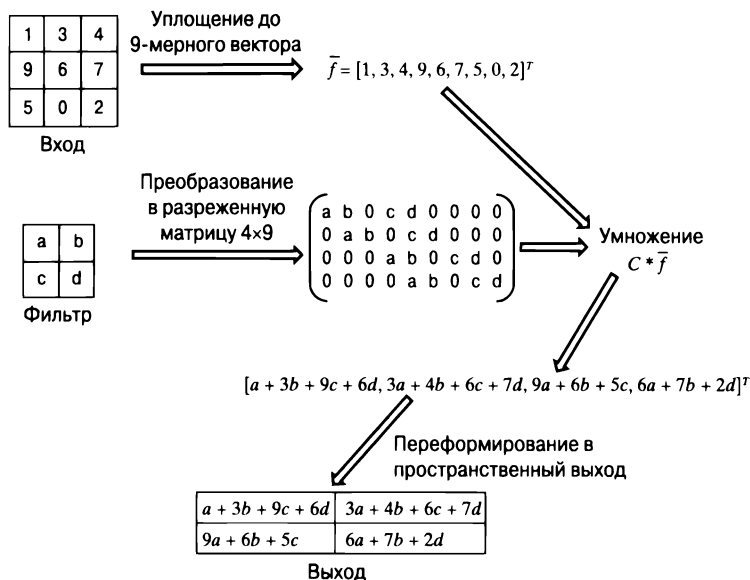 1 3 4
9 6 7
5 0 2
Вход
Уплощение до
9-мерного вектора
f̅ = [1, 3, 4, 9, 6, 7, 5, 0, 2]ᵀ
a b
c d
Фильтр
Преобразование
в разреженную
матрицу 4×9
a b 0 c d 0 0 0 0
0 a b 0 c d 0 0 0
0 0 0 a b 0 c d 0
0 0 0 0 a b 0 c d
Умножение
C * f̅
[a + 3b + 9c + 6d, 3a + 4b + 6c + 7d, 9a + 6b + 5c, 6a + 7b + 2d]ᵀ
Переформирование в
пространственный выход
a + 3b + 9c + 6d 3a + 4b + 6c + 7d
9a + 6b + 5c 6a + 7b + 2d
Выход